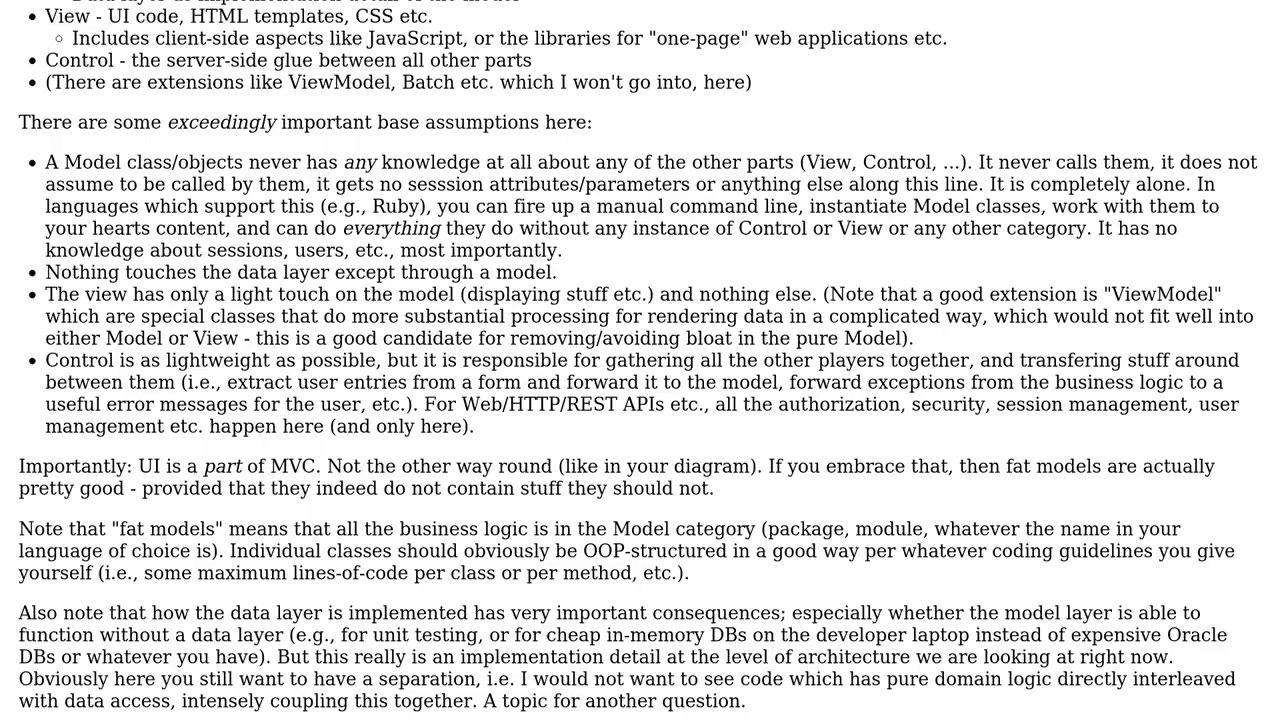 • View - UI code, HTML templates, CSS etc.
◦ Includes client-side aspects like JavaScript, or the libraries for "one-page" web applications etc.
• Control - the server-side glue between all other parts
• (There are extensions like ViewModel, Batch etc. which I won't go into, here)
There are some exceedingly important base assumptions here:
• A Model class/objects never has any knowledge at all about any of the other parts (View, Control, ...). It never calls them, it does not
assume to be called by them, it gets no sesssion attributes/parameters or anything else along this line. It is completely alone. In
languages which support this (e.g., Ruby), you can fire up a manual command line, instantiate Model classes, work with them to
your hearts content, and can do everything they do without any instance of Control or View or any other category. It has no
knowledge about sessions, users, etc., most importantly.
• Nothing touches the data layer except through a model.
• The view has only a light touch on the model (displaying stuff etc.) and nothing else. (Note that a good extension is "ViewModel"
which are special classes that do more substantial processing for rendering data in a complicated way, which would not fit well into
either Model or View - this is a good candidate for removing/avoiding bloat in the pure Model).
• Control is as lightweight as possible, but it is responsible for gathering all the other players together, and transfering stuff around
between them (i.e., extract user entries from a form and forward it to the model, forward exceptions from the business logic to a
useful error messages for the user, etc.). For Web/HTTP/REST APIs etc., all the authorization, security, session management, user
management etc. happen here (and only here).
Importantly: UI is a part of MVC. Not the other way round (like in your diagram). If you embrace that, then fat models are actually
pretty good - provided that they indeed do not contain stuff they should not.
Note that "fat models" means that all the business logic is in the Model category (package, module, whatever the name in your
language of choice is). Individual classes should obviously be OOP-structured in a good way per whatever coding guidelines you give
yourself (i.e., some maximum lines-of-code per class or per method, etc.).
Also note that how the data layer is implemented has very important consequences; especially whether the model layer is able to
function without a data layer (e.g., for unit testing, or for cheap in-memory DBs on the developer laptop instead of expensive Oracle
DBs or whatever you have). But this really is an implementation detail at the level of architecture we are looking at right now.
Obviously here you still want to have a separation, i.e. I would not want to see code which has pure domain logic directly interleaved
with data access, intensely coupling this together. A topic for another question.